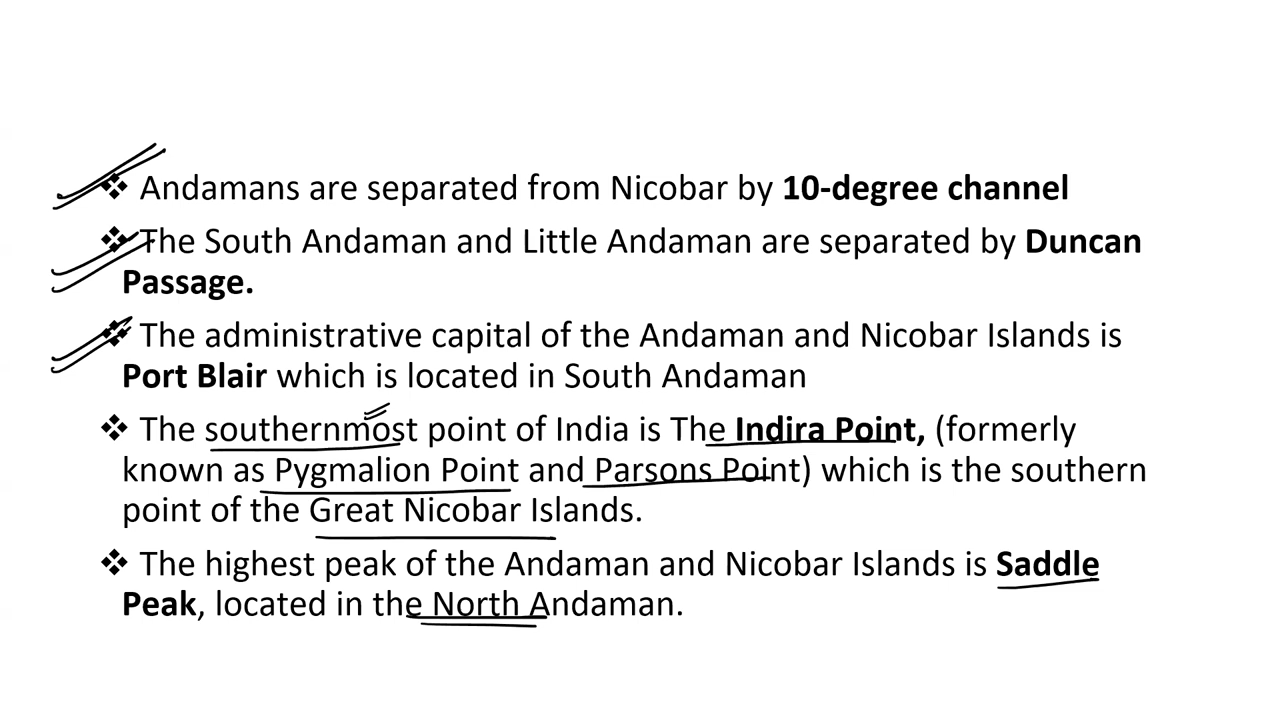 ❖ Andamans are separated from Nicobar by 10-degree channel
❖ The South Andaman and Little Andaman are separated by Duncan
Passage.
❖ The administrative capital of the Andaman and Nicobar Islands is
Port Blair which is located in South Andaman
❖ The southernmost point of India is The Indira Point, (formerly
known as Pygmalion Point and Parsons Point) which is the southern
point of the Great Nicobar Islands.
❖ The highest peak of the Andaman and Nicobar Islands is Saddle
Peak, located in the North Andaman.